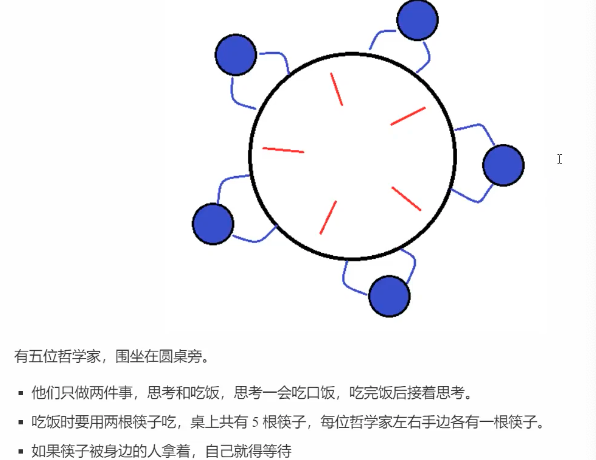 有五位哲学家，围坐在圆桌旁。
他们只做两件事，思考和吃饭，思考一会吃口饭，吃完饭后接着思考。
吃饭时要用两根筷子吃，桌上共有 5 根筷子，每位哲学家左右手边各有一根筷子。
如果筷子被身边的人拿着，自己就得等待